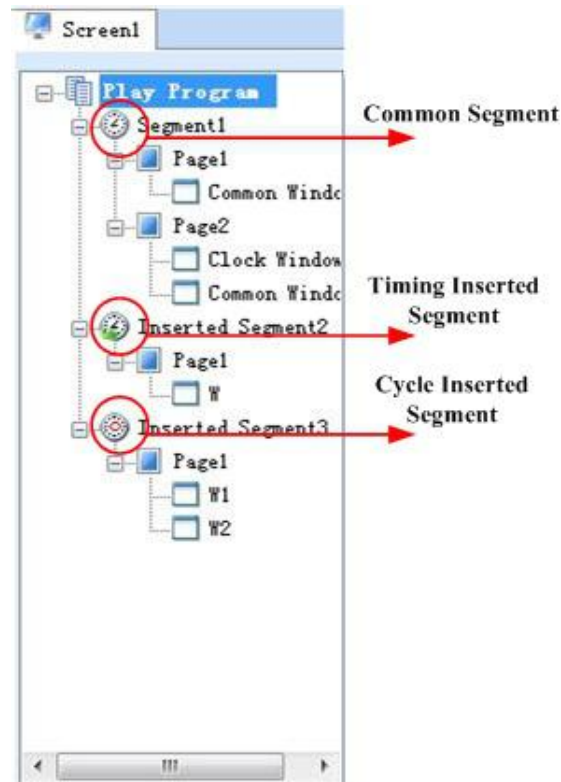 Screen1
Play Program
Segment1
Common Segment
Page1
Common Windo
Page2
Clock Window
Common Windo
Timing Inserted
Segment
Inserted Segment2
Page1
W
Cycle Inserted
Segment
Inserted Segment3
Page1
W1
W2